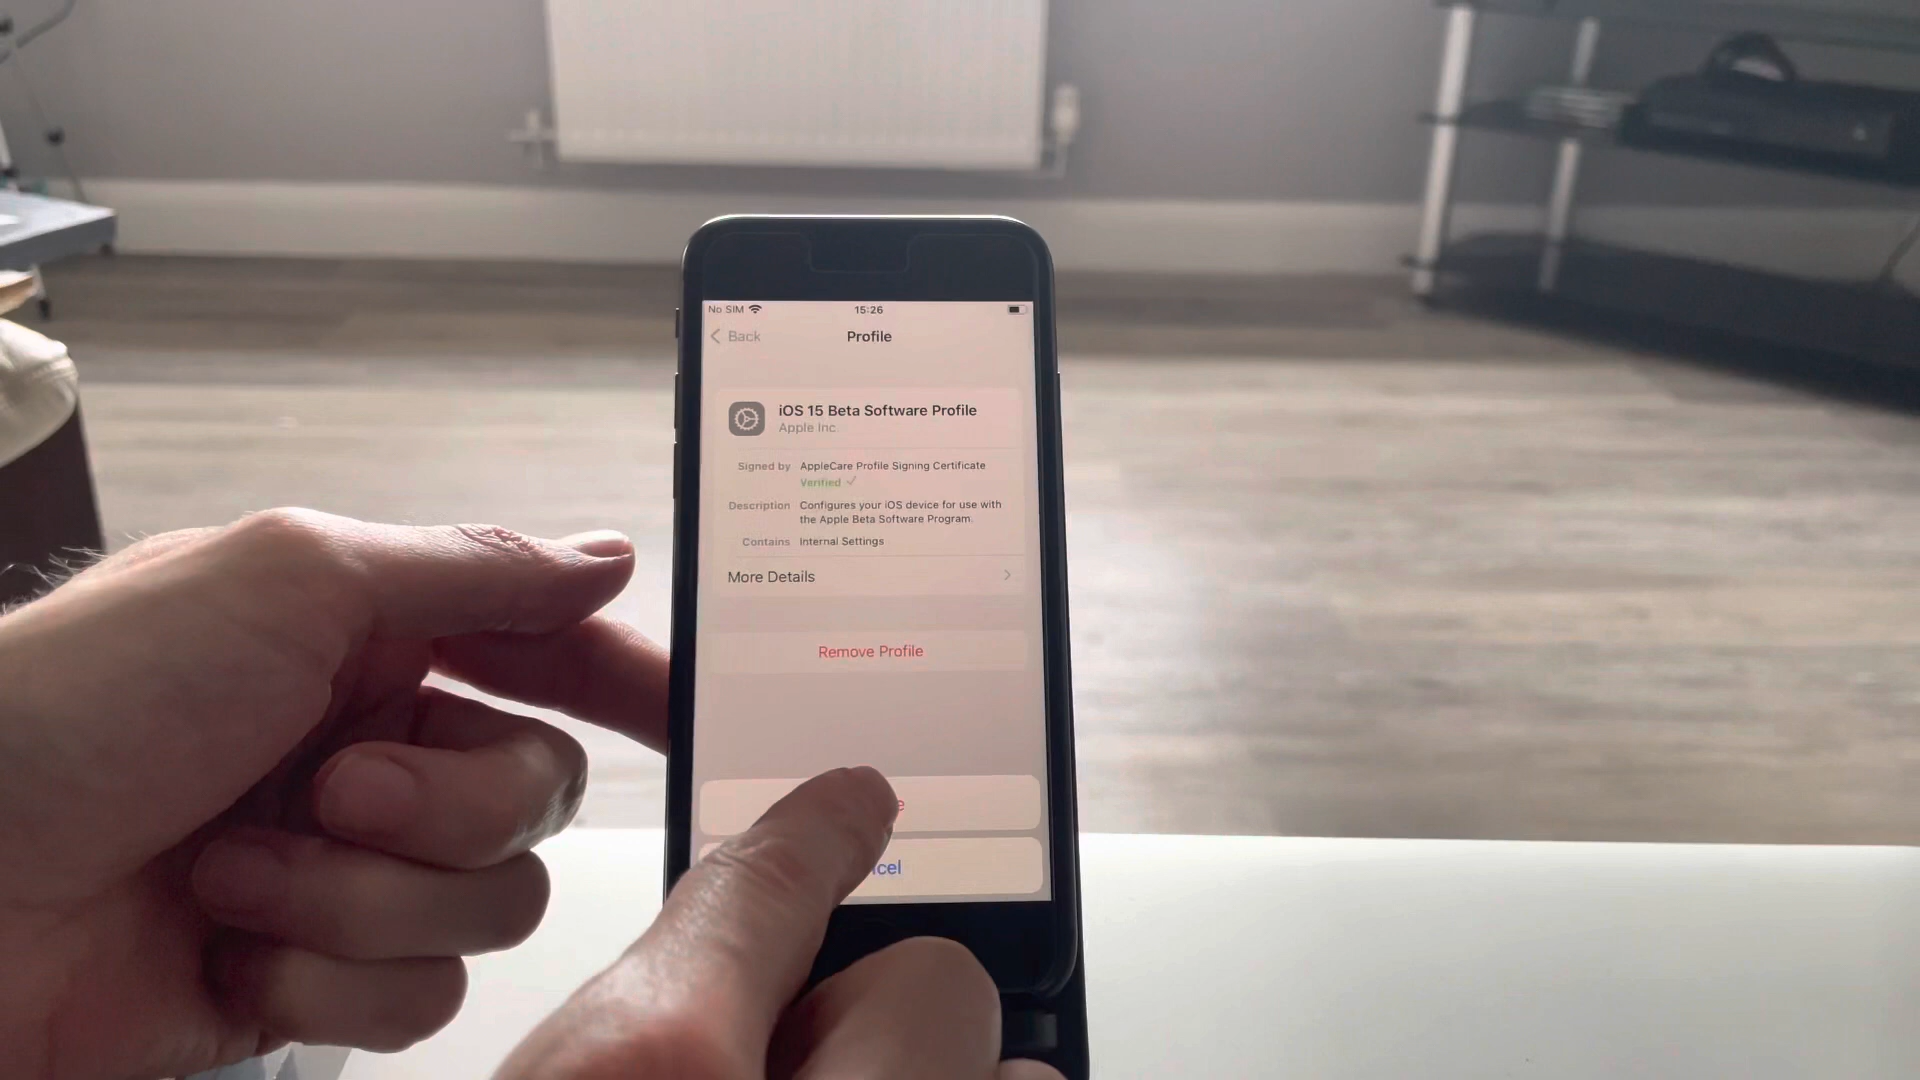 No SIM 15:26
Back Profile
iOS 15 Beta Software Profile
Apple Inc.
Signed by AppleCare Profile Signing Certificate
Verified
Description Configures your iOS device for use with
the Apple Beta Software Program.
Contains Internal Settings
More Details
Remove Profile